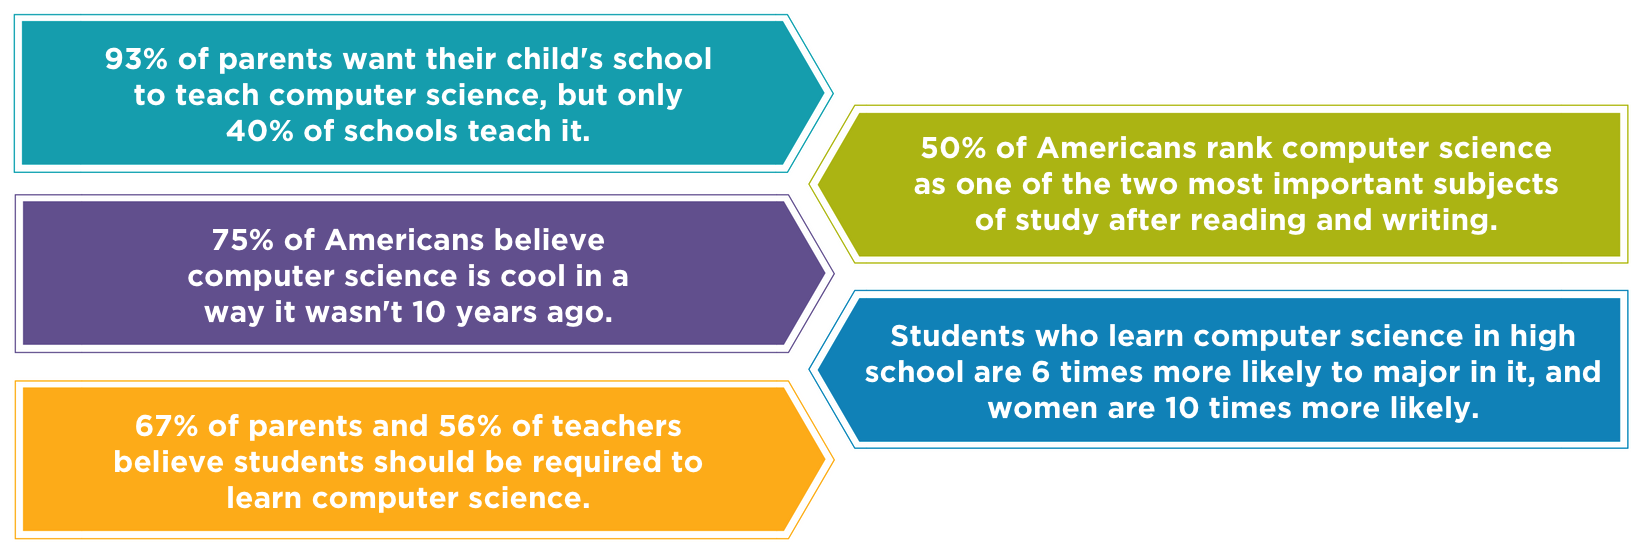 93% of parents want their child's school
to teach computer science, but only
40% of schools teach it.
50% of Americans rank computer science
as one of the two most important subjects
of study after reading and writing.
75% of Americans believe
computer science is cool in a
way it wasn't 10 years ago.
Students who learn computer science in high
school are 6 times more likely to major in it, and
women are 10 times more likely.
67% of parents and 56% of teachers
believe students should be required to
learn computer science.